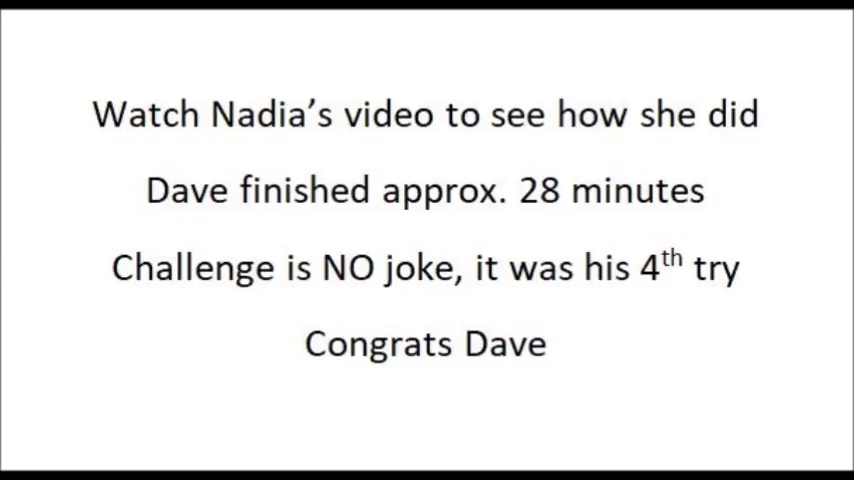 Watch Nadia’s video to see how she did
Dave finished approx. 28 minutes
Challenge is NO joke, it was his 4th try
Congrats Dave